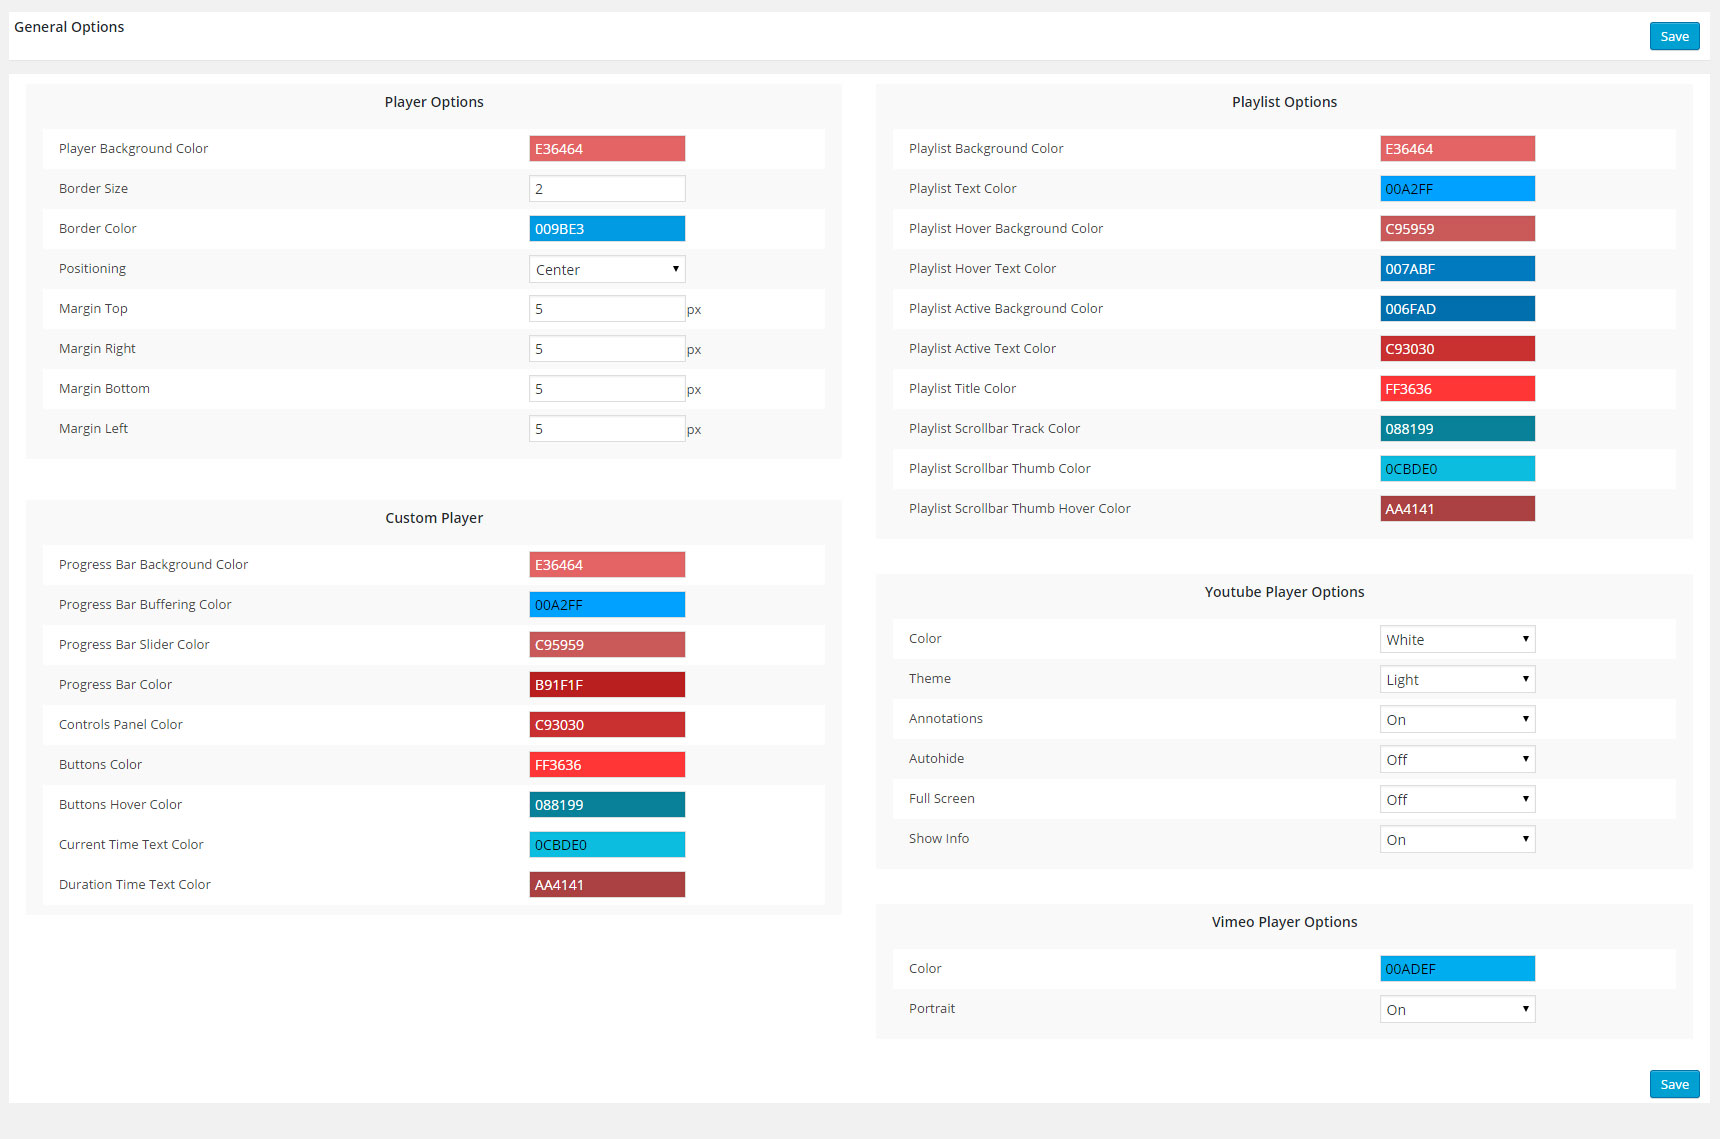 General Options
Save
Player Options
Player Background Color E36464
Border Size 2
Border Color 009BE3
Positioning Center
Margin Top 5 px
Margin Right 5 px
Margin Bottom 5 px
Margin Left 5 px
Custom Player
Progress Bar Background Color E36464
Progress Bar Buffering Color 00A2FF
Progress Bar Slider Color C95959
Progress Bar Color B91F1F
Controls Panel Color C93030
Buttons Color FF3636
Buttons Hover Color 088199
Current Time Text Color 0CBDE0
Duration Time Text Color AA4141
Playlist Options
Playlist Background Color E36464
Playlist Text Color 00A2FF
Playlist Hover Background Color C95959
Playlist Hover Text Color 007ABF
Playlist Active Background Color 006FAD
Playlist Active Text Color C93030
Playlist Title Color FF3636
Playlist Scrollbar Track Color 088199
Playlist Scrollbar Thumb Color 0CBDE0
Playlist Scrollbar Thumb Hover Color AA4141
Youtube Player Options
Color White
Theme Light
Annotations On
Autohide Off
Full Screen Off
Show Info On
Vimeo Player Options
Color 00ADEF
Portrait On
Save